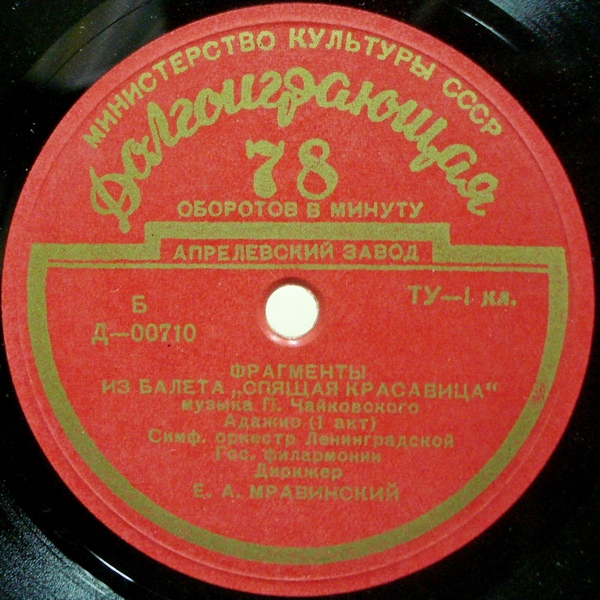 МИНИСТЕРСТВО КУЛЬТУРЫ СССР
Долгоиграющая
78
ОБОРОТОВ В МИНУТУ
АПРЕЛЕВСКИЙ ЗАВОД
Б
Д—00710
ТУ—1 кл.
ФРАГМЕНТЫ
ИЗ БАЛЕТА „СПЯЩАЯ КРАСАВИЦА“
музыка П. Чайковского
Адажио (1 акт)
Симф. оркестр Ленинградской
Гос. филармонии
Дирижер
Е. А. МРАВИНСКИЙ